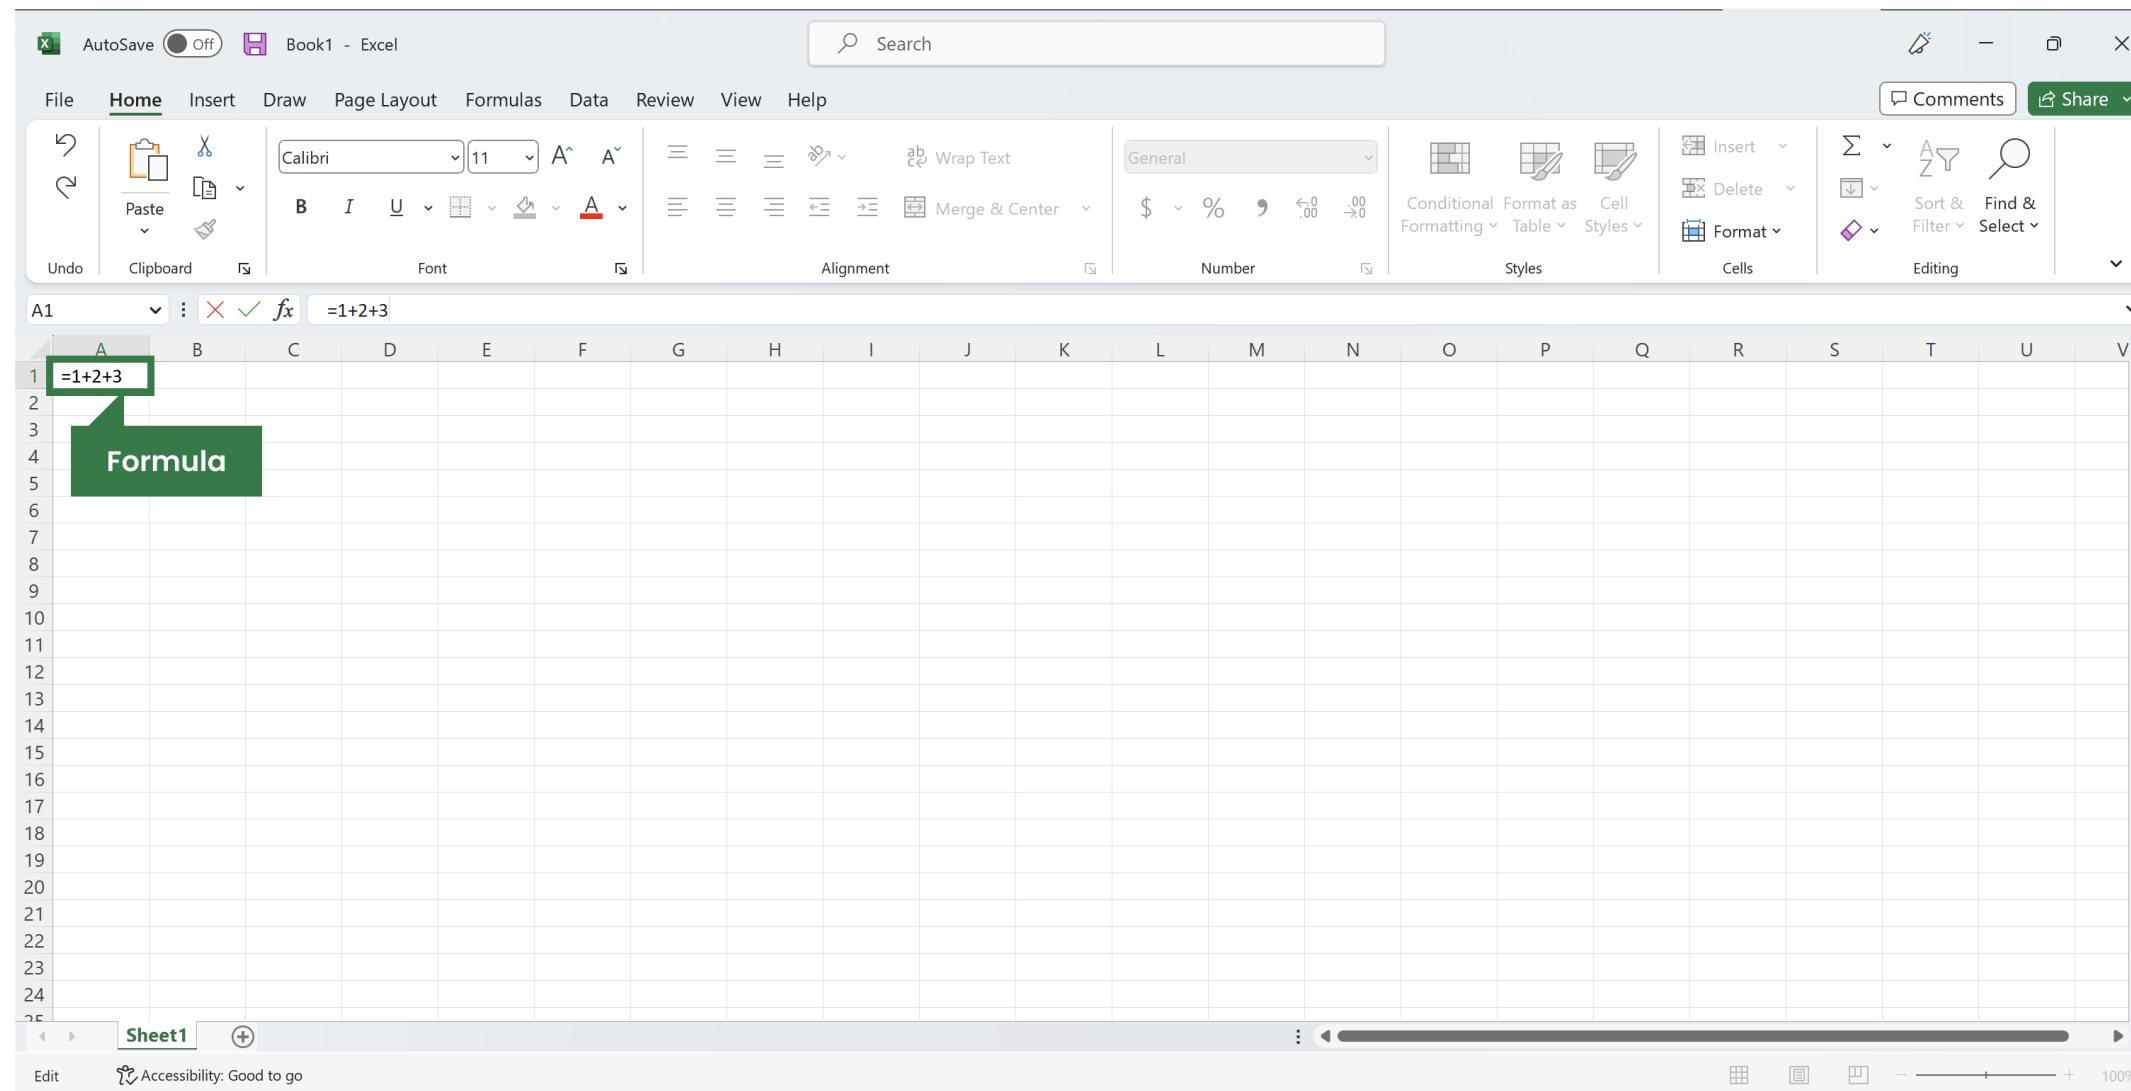 AutoSave Off Book1 - Excel Search
File Home Insert Draw Page Layout Formulas Data Review View Help Comments Share
Calibri 11 A A ab Wrap Text General Insert Σ
Paste B I U A Merge & Center $ % , Conditional Formatting Format as Table Cell Styles Delete Sort & Filter Find & Select
Format
Undo Clipboard Font Alignment Number Styles Cells Editing
A1 fx =1+2+3
A B C D E F G H I J K L M N O P Q R S T U V
1 =1+2+3
2
3
4 Formula
5
6
7
8
9
10
11
12
13
14
15
16
17
18
19
20
21
22
23
24
25
Sheet1
Edit Accessibility: Good to go 100%